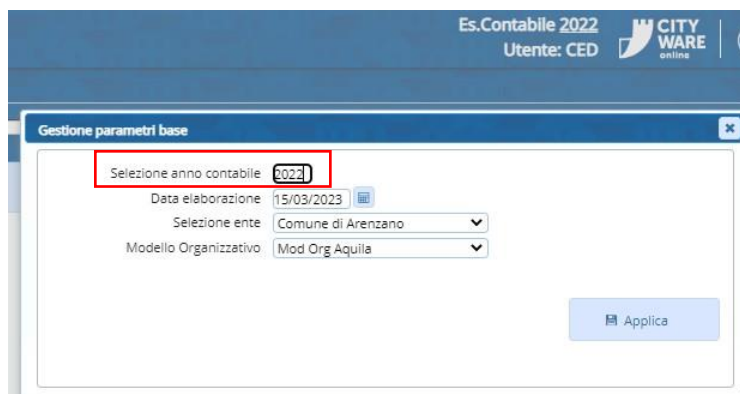 Es.Contabile 2022
Utente: CED
CITY
WARE
online
Gestione parametri base
Selezione anno contabile 2022
Data elaborazione 15/03/2023
Selezione ente Comune di Arenzano
Modello Organizzativo Mod Org Aquila
Applica